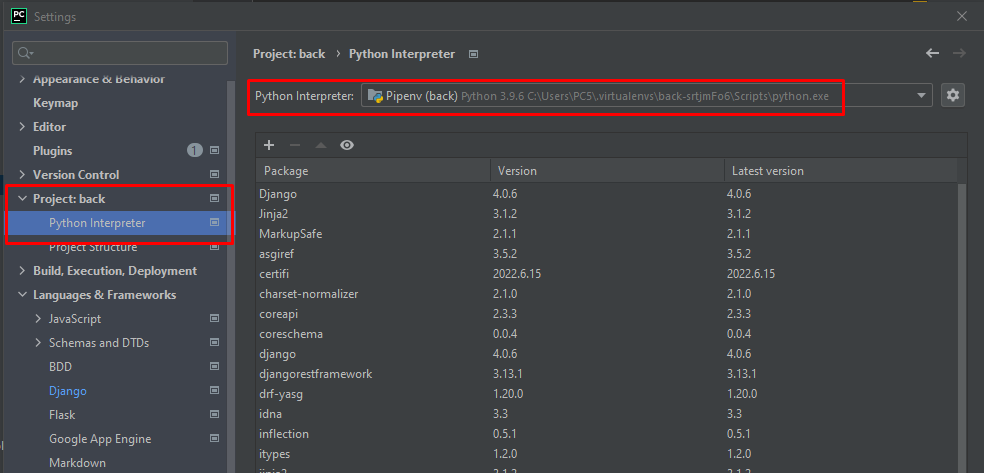 PC Settings
Project: back › Python Interpreter
Appearance & Behavior
Keymap
Editor
Plugins 1
Version Control
Project: back
Python Interpreter
Project Structure
Build, Execution, Deployment
Languages & Frameworks
JavaScript
Schemas and DTDs
BDD
Django
Flask
Google App Engine
Markdown
Python Interpreter: Pipenv (back) Python 3.9.6 C:\Users\PC5\.virtualenvs\back-srtjmFo6\Scripts\python.exe
Package Version Latest version
Django 4.0.6 4.0.6
Jinja2 3.1.2 3.1.2
MarkupSafe 2.1.1 2.1.1
asgiref 3.5.2 3.5.2
certifi 2022.6.15 2022.6.15
charset-normalizer 2.1.0 2.1.0
coreapi 2.3.3 2.3.3
coreschema 0.0.4 0.0.4
django 4.0.6 4.0.6
djangorestframework 3.13.1 3.13.1
drf-yasg 1.20.0 1.20.0
idna 3.3 3.3
inflection 0.5.1 0.5.1
itypes 1.2.0 1.2.0
jinja2 3.1.2 3.1.2